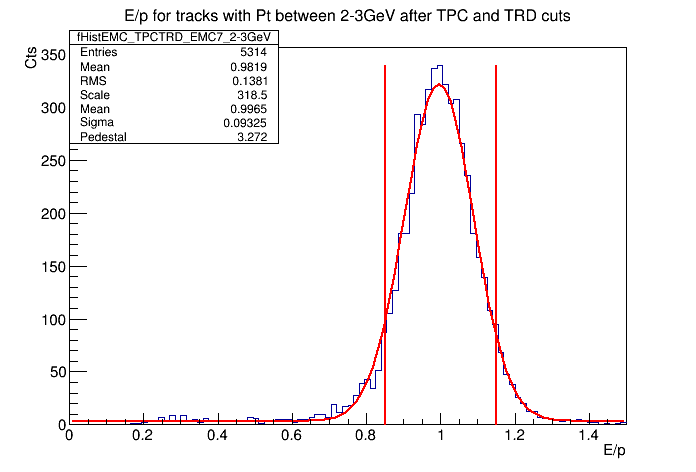 E/p for tracks with Pt between 2-3GeV after TPC and TRD cuts
fHistEMC_TPCTRD_EMC7_2-3GeV
Entries 5314
Mean 0.9819
RMS 0.1381
Scale 318.5
Mean 0.9965
Sigma 0.09325
Pedestal 3.272
Cts
350
300
250
200
150
100
50
0
0 0.2 0.4 0.6 0.8 1 1.2 1.4
E/p